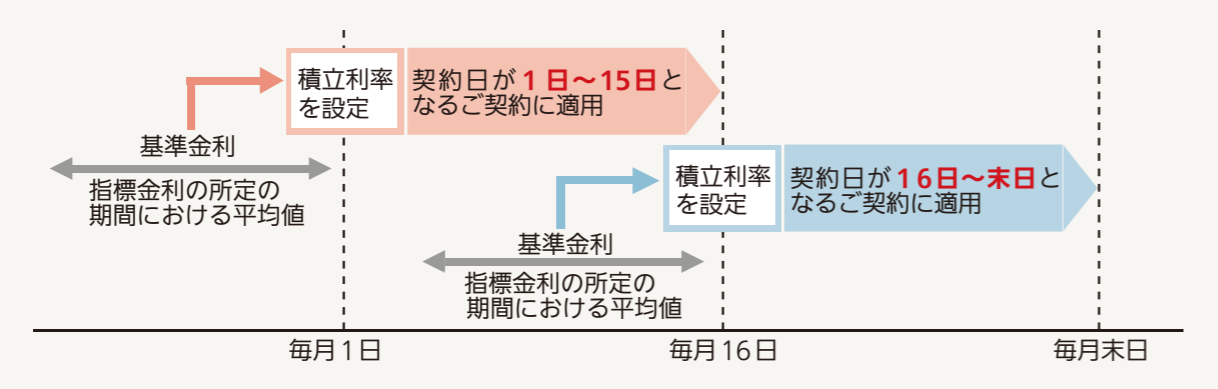 積立利率
を設定
契約日が1日〜15日と
なるご契約に適用
基準金利
指標金利の所定の
期間における平均値
積立利率
を設定
契約日が16日〜末日と
なるご契約に適用
基準金利
指標金利の所定の
期間における平均値
毎月1日
毎月16日
毎月末日